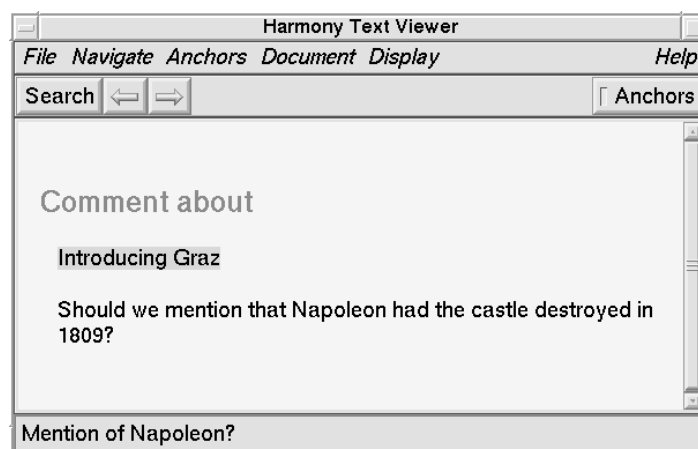 Harmony Text Viewer
File Navigate Anchors Document Display Help
Search Anchors
Comment about
Introducing Graz
Should we mention that Napoleon had the castle destroyed in
1809?
Mention of Napoleon?